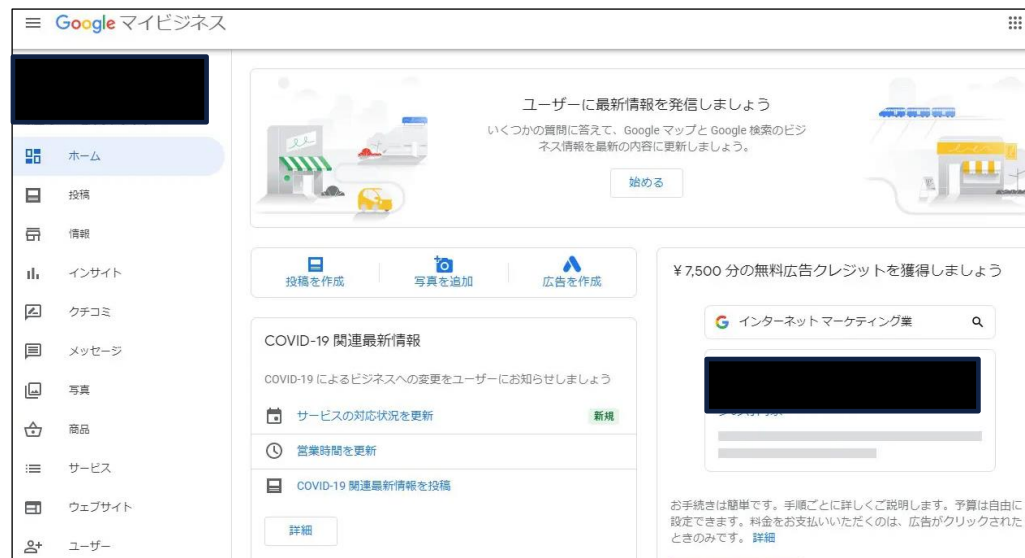 Google マイビジネス
ホーム
投稿
情報
インサイト
クチコミ
メッセージ
写真
商品
サービス
ウェブサイト
ユーザー
ユーザーに最新情報を発信しましょう
いくつかの質問に答えて、Google マップと Google 検索のビジ
ネス情報を最新の内容に更新しましょう。
始める
投稿を作成
写真を追加
広告を作成
COVID-19 関連最新情報
COVID-19 によるビジネスへの変更をユーザーにお知らせしましょう
サービスの対応状況を更新
新規
営業時間を更新
COVID-19 関連最新情報を投稿
詳細
¥7,500 分の無料広告クレジットを獲得しましょう
G インターネット マーケティング業
お手続きは簡単です。手順ごとに詳しくご説明します。予算は自由に
設定できます。料金をお支払いいただくのは、広告がクリックされた
ときのみです。 詳細